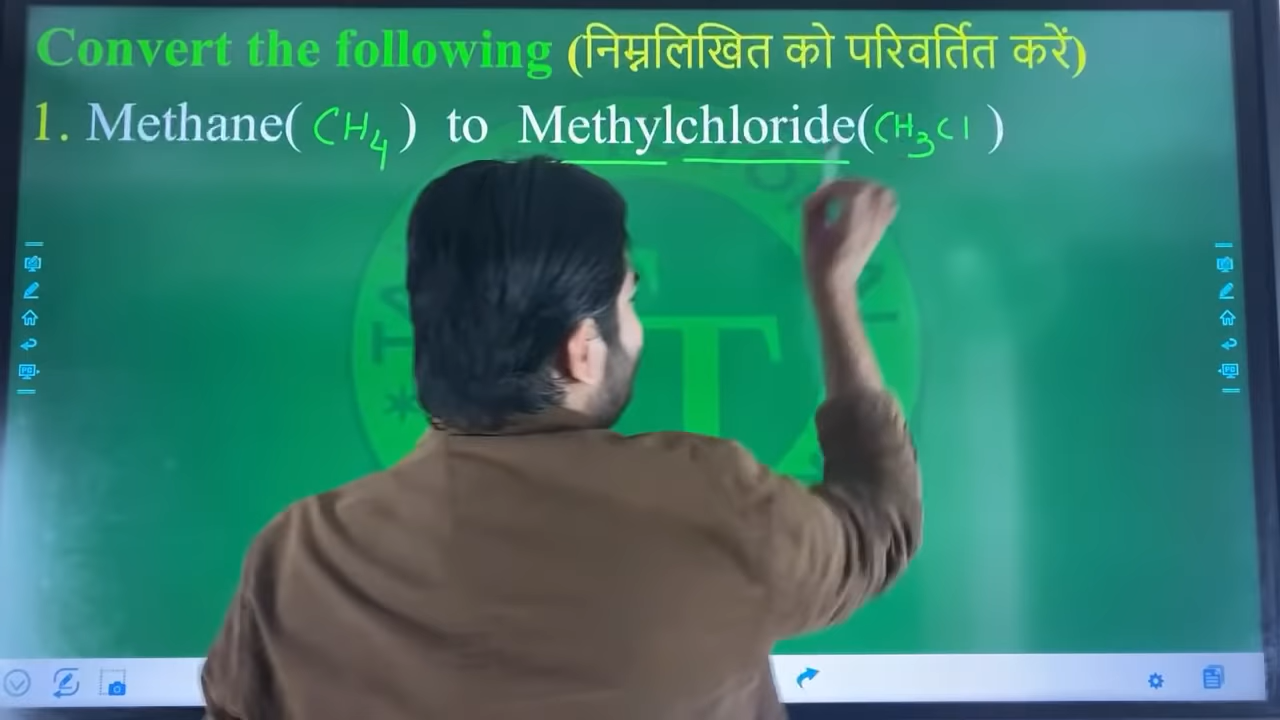 Convert the following (निम्नलिखित को परिवर्तित करें)
1. Methane( CH4 ) to Methylchloride(CH3Cl )